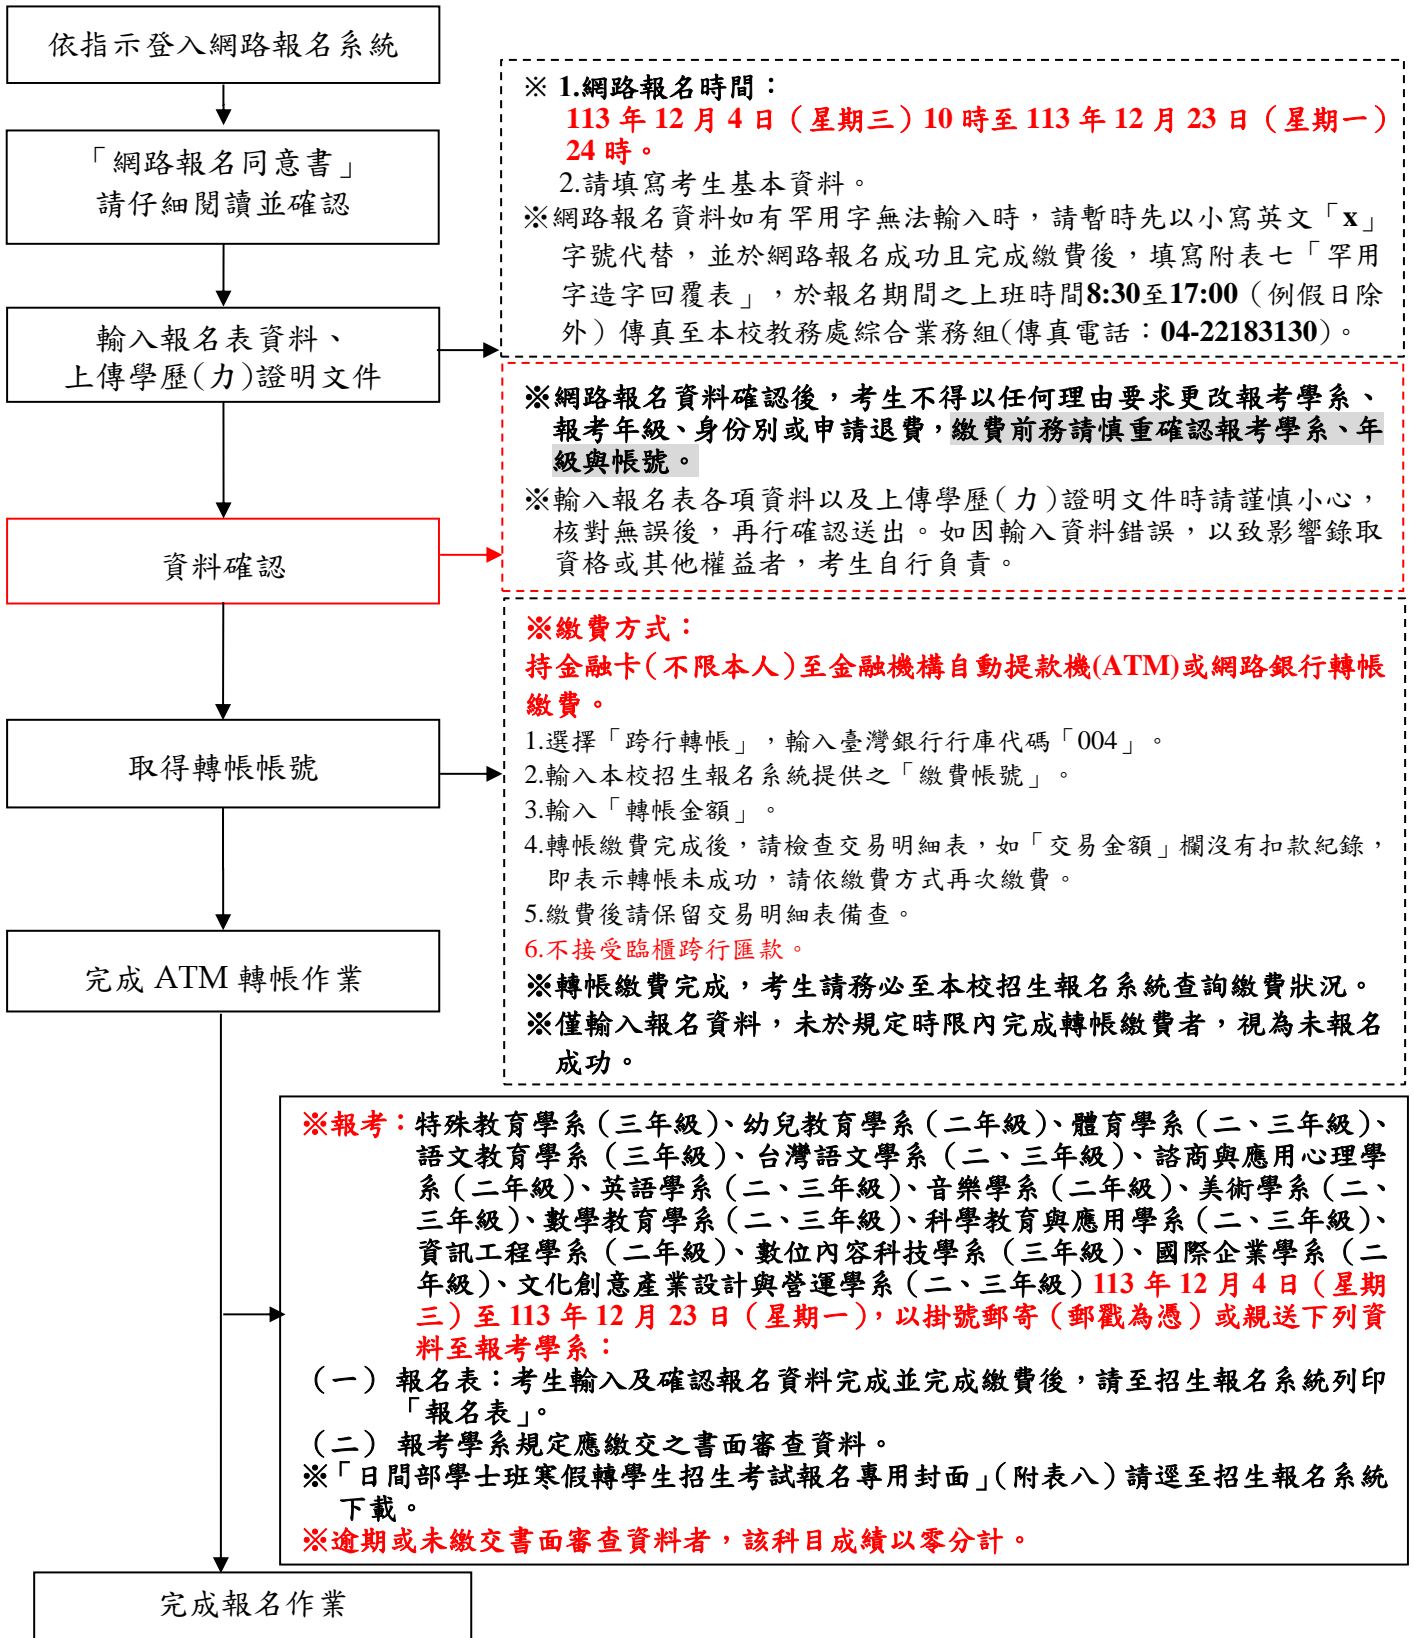 依指示登入網路報名系統
「網路報名同意書」
請仔細閱讀並確認
輸入報名表資料、
上傳學歷(力)證明文件
資料確認
取得轉帳帳號
完成 ATM 轉帳作業
※ 1.網路報名時間：
113 年 12 月 4 日（星期三）10 時至 113 年 12 月 23 日（星期一）
24 時。
2.請填寫考生基本資料。
※網路報名資料如有罕用字無法輸入時，請暫時先以小寫英文「x」
字號代替，並於網路報名成功且完成繳費後，填寫附表七「罕用
字造字回覆表」，於報名期間之上班時間8:30至17:00（例假日除
外）傳真至本校教務處綜合業務組(傳真電話：04-22183130)。
※網路報名資料確認後，考生不得以任何理由要求更改報考學系、
報考年級、身份別或申請退費，繳費前務請慎重確認報考學系、年
級與帳號。
※輸入報名表各項資料以及上傳學歷(力)證明文件時請謹慎小心，
核對無誤後，再行確認送出。如因輸入資料錯誤，以致影響錄取
資格或其他權益者，考生自行負責。
※繳費方式：
持金融卡(不限本人)至金融機構自動提款機(ATM)或網路銀行轉帳
繳費。
1.選擇「跨行轉帳」，輸入臺灣銀行行庫代碼「004」。
2.輸入本校招生報名系統提供之「繳費帳號」。
3.輸入「轉帳金額」。
4.轉帳繳費完成後，請檢查交易明細表，如「交易金額」欄沒有扣款紀錄，
即表示轉帳未成功，請依繳費方式再次繳費。
5.繳費後請保留交易明細表備查。
6.不接受臨櫃跨行匯款。
※轉帳繳費完成，考生請務必至本校招生報名系統查詢繳費狀況。
※僅輸入報名資料，未於規定時限內完成轉帳繳費者，視為未報名
成功。
※報考：特殊教育學系（三年級）、幼兒教育學系（二年級）、體育學系（二、三年級）、
語文教育學系（三年級）、台灣語文學系（二、三年級）、諮商與應用心理學
系（二年級）、英語學系（二、三年級）、音樂學系（二年級）、美術學系（二、
三年級）、數學教育學系（二、三年級）、科學教育與應用學系（二、三年級）、
資訊工程學系（二年級）、數位內容科技學系（三年級）、國際企業學系（二
年級）、文化創意產業設計與營運學系（二、三年級）113 年 12 月 4 日（星期
三）至 113 年 12 月 23 日（星期一），以掛號郵寄（郵戳為憑）或親送下列資
料至報考學系：
（一） 報名表：考生輸入及確認報名資料完成並完成繳費後，請至招生報名系統列印
「報名表」。
（二） 報考學系規定應繳交之書面審查資料。
※「日間部學士班寒假轉學生招生考試報名專用封面」（附表八）請逕至招生報名系統
下載。
※逾期或未繳交書面審查資料者，該科目成績以零分計。
完成報名作業